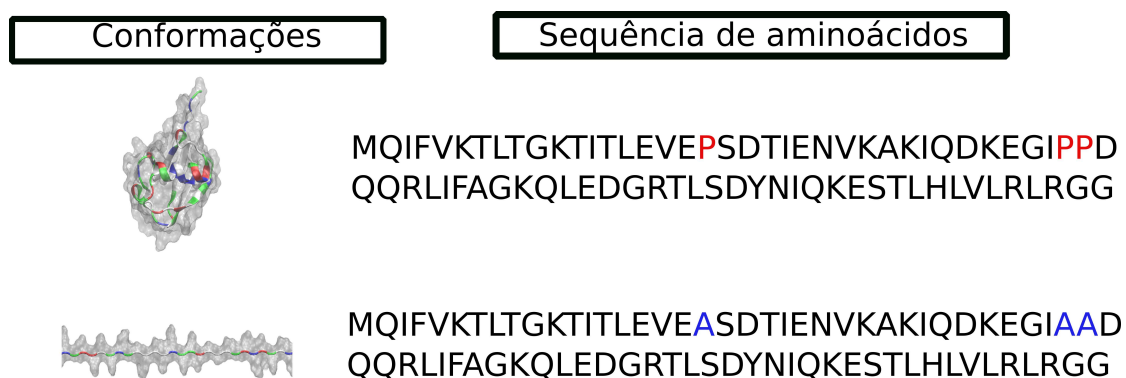 Conformações
Sequência de aminoácidos
MQIFVKTLTGKTITLEVEPSDTIENVKAKIQDKEGIPPD
QQRLIFAGKQLEDGRTLSDYNIQKESTLHLVLRLRGG
MQIFVKTLTGKTITLEVEASDTIENVKAKIQDKEGIAAD
QQRLIFAGKQLEDGRTLSDYNIQKESTLHLVLRLRGG